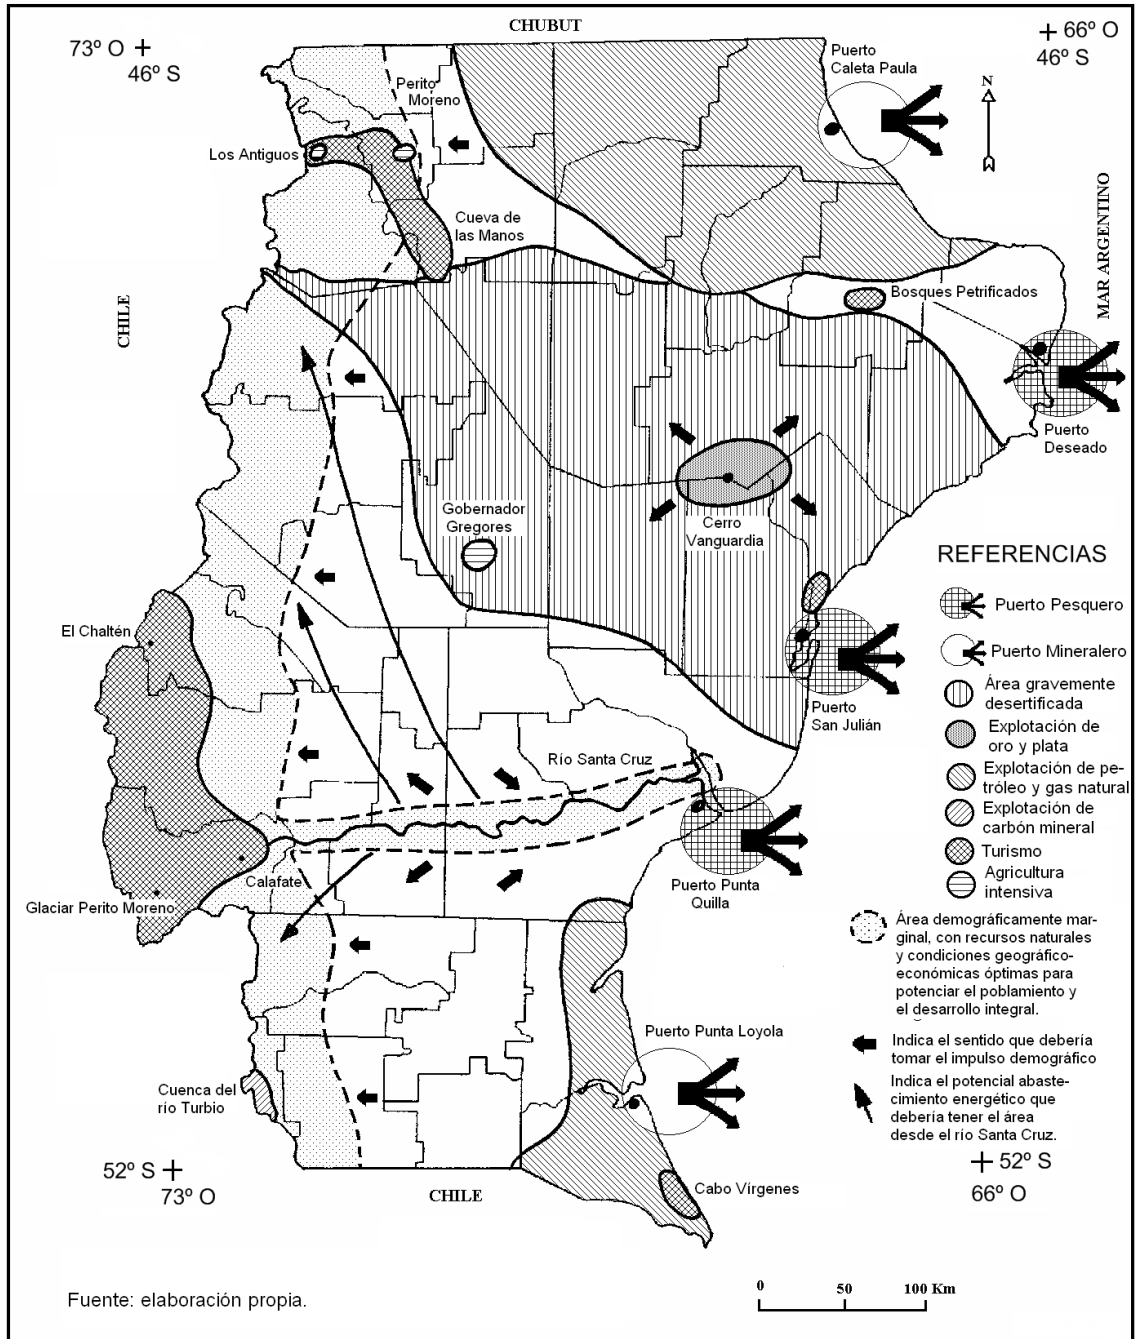 CHUBUT
73º O
46º S
66º O
46º S
Puerto
Caleta Paula
N
Perito
Moreno
Los Antiguos
Cueva de
las Manos
MAR ARGENTINO
CHILE
Bosques Petrificados
Puerto
Deseado
Gobernador
Gregores
Cerro
Vanguardia
El Chaltén
Río Santa Cruz
Puerto
San Julián
Calafate
Glaciar Perito Moreno
Puerto Punta
Quilla
Puerto Punta Loyola
Cuenca del
río Turbio
Cabo Vírgenes
52º S
73º O
CHILE
52º S
66º O
REFERENCIAS
Puerto Pesquero
Puerto Mineralero
Área gravemente
desertificada
Explotación de
oro y plata
Explotación de pe-
tróleo y gas natural
Explotación de
carbón mineral
Turismo
Agricultura
intensiva
Área demográficamente mar-
ginal, con recursos naturales
y condiciones geográfico-
económicas óptimas para
potenciar el poblamiento y
el desarrollo integral.
Indica el sentido que debería
tomar el impulso demográfico
Indica el potencial abaste-
cimiento energético que
debería tener el área
desde el río Santa Cruz.
Fuente: elaboración propia.
0 50 100 Km